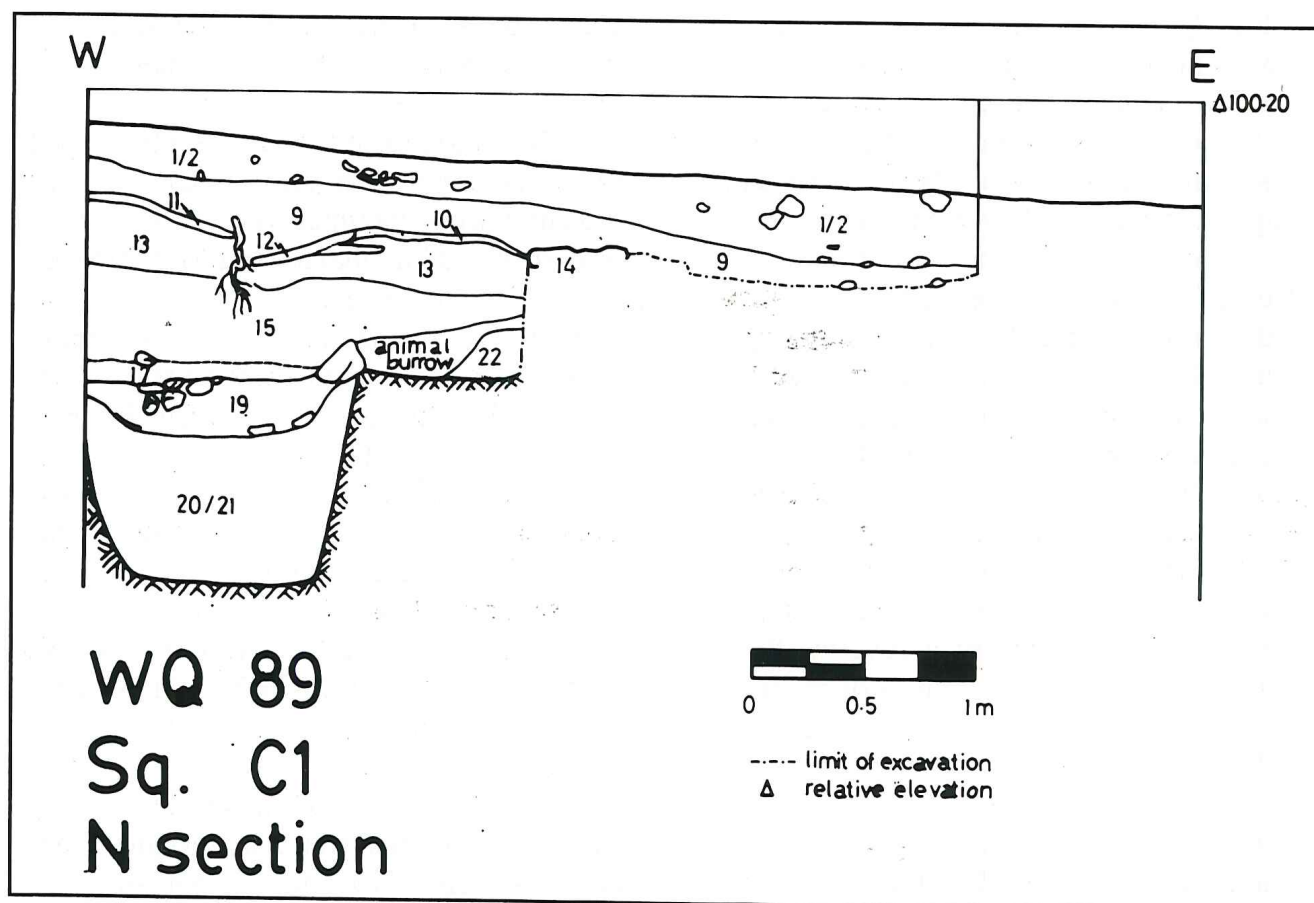 W E
Δ100·20
1/2
11 9 10 1/2
12
13 13 14 9
15
animal
burrow 22
19
20/21
WQ 89
Sq. C1
N section
0 0·5 1m
limit of excavation
Δ relative elevation